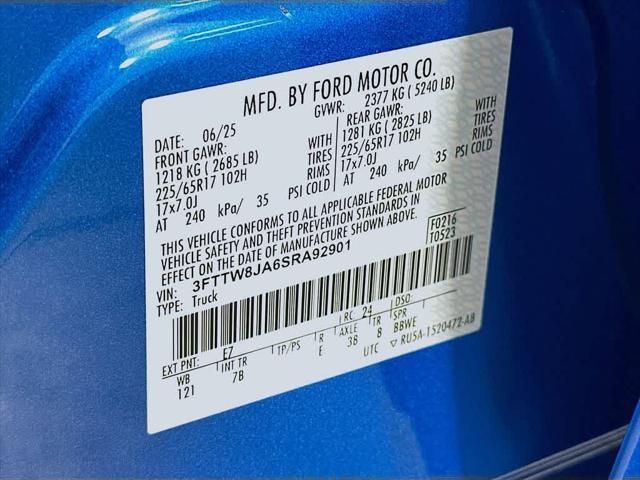 MFD. BY FORD MOTOR CO.
DATE: 06/25 GVWR: 2377 KG ( 5240 LB)
FRONT GAWR: REAR GAWR:
1218 KG ( 2685 LB) WITH 1281 KG ( 2825 LB) WITH
225/65R17 102H TIRES 225/65R17 102H TIRES
17x7.0J RIMS 17x7.0J RIMS
AT 240 kPa/ 35 PSI COLD AT 240 kPa/ 35 PSI COLD
THIS VEHICLE CONFORMS TO ALL APPLICABLE FEDERAL MOTOR
VEHICLE SAFETY AND THEFT PREVENTION STANDARDS IN
EFFECT ON THE DATE OF MANUFACTURE SHOWN ABOVE.
F0216
T0523
VIN: 3FTTW8JA6SRA92901
TYPE: Truck
EXT PNT: E7 RC: 24 DSO:
WB INT TR TP/PS R AXLE TR SPR
121 7B E 3B B BBWE
UTC ▽ RU5A-1520472-AB